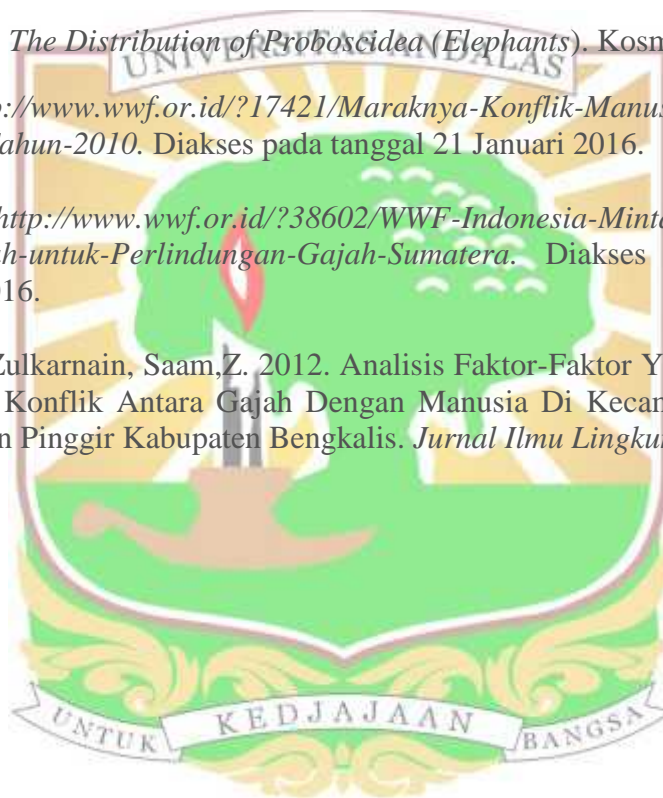 The Distribution of Proboscidea (Elephants). Kosm
UNIVERSITAS ANDALAS
p://www.wwf.or.id/?17421/Maraknya-Konflik-Manus
Tahun-2010. Diakses pada tanggal 21 Januari 2016.
http://www.wwf.or.id/?38602/WWF-Indonesia-Minta
ah-untuk-Perlindungan-Gajah-Sumatera. Diakses
016.
Zulkarnain, Saam,Z. 2012. Analisis Faktor-Faktor Y
Konflik Antara Gajah Dengan Manusia Di Kecam
n Pinggir Kabupaten Bengkalis. Jurnal Ilmu Lingku
UNTUK KEDJAJAAN BANGSA